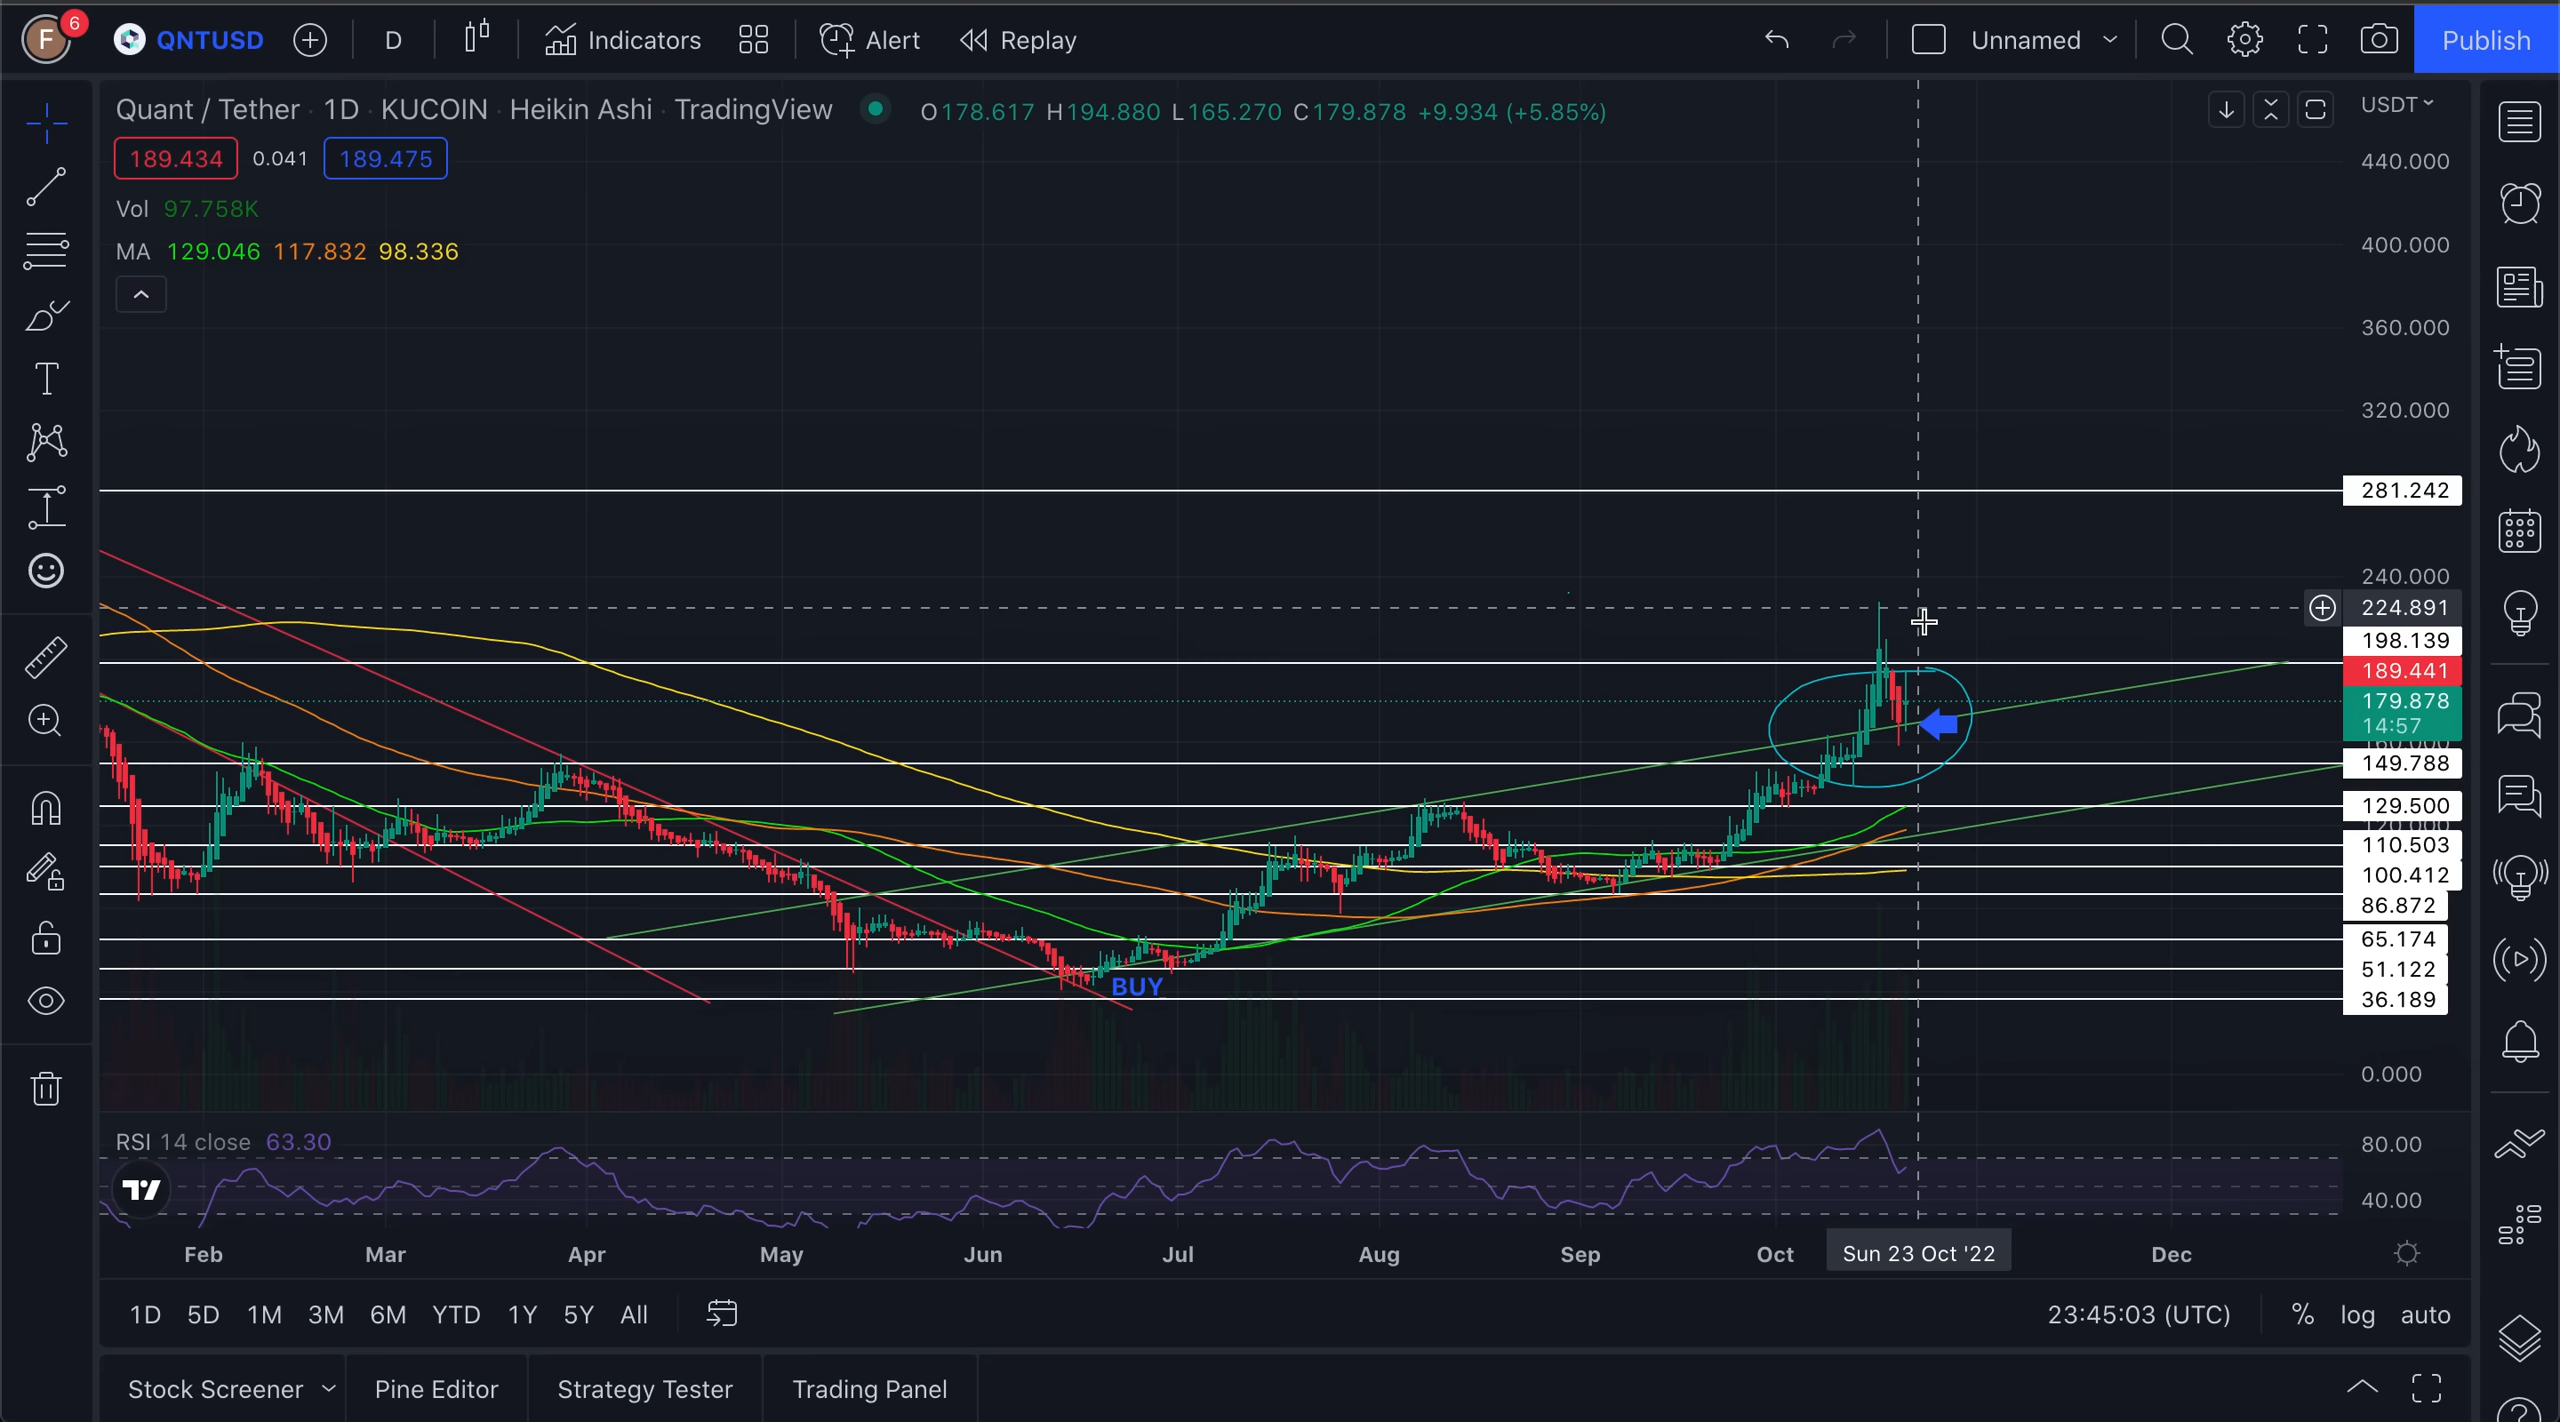 F 6 QNTUSD D Indicators Alert Replay Unnamed Publish
Quant / Tether · 1D · KUCOIN · Heikin Ashi · TradingView O178.617 H194.880 L165.270 C179.878 +9.934 (+5.85%)
USDT
189.434 0.041 189.475
Vol 97.758K
MA 129.046 117.832 98.336
440.000
400.000
360.000
320.000
281.242
240.000
224.891
198.139
189.441
179.878
14:57
160.000
149.788
129.500
120.000
110.503
100.412
86.872
65.174
51.122
36.189
0.000
BUY
RSI 14 close 63.30
80.00
40.00
Feb Mar Apr May Jun Jul Aug Sep Oct Sun 23 Oct '22 Dec
1D 5D 1M 3M 6M YTD 1Y 5Y All 23:45:03 (UTC) % log auto
Stock Screener Pine Editor Strategy Tester Trading Panel